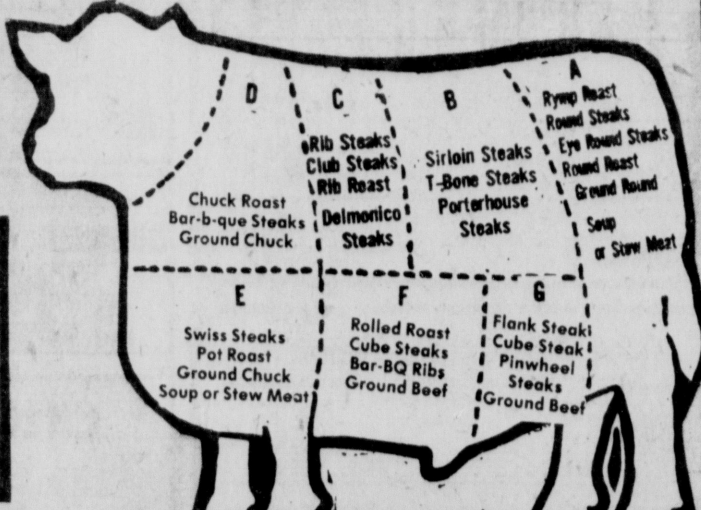 D
Chuck Roast
Bar-b-que Steaks
Ground Chuck
C
Rib Steaks
Club Steaks
Rib Roast
Delmonico
Steaks
B
Sirloin Steaks
T-Bone Steaks
Porterhouse
Steaks
A
Rymp Roast
Round Steaks
Eye Round Steaks
Round Roast
Ground Round
Soup
or Stew Meat
E
Swiss Steaks
Pot Roast
Ground Chuck
Soup or Stew Meat
F
Rolled Roast
Cube Steaks
Bar-BQ Ribs
Ground Beef
G
Flank Steak
Cube Steak
Pinwheel
Steaks
Ground Beef